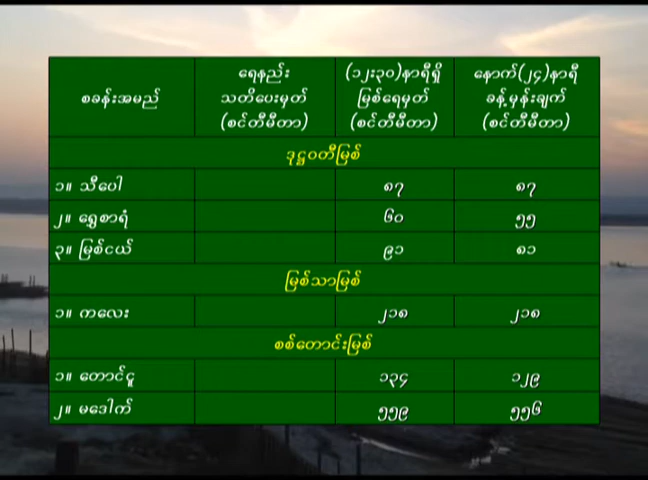 စခန်းအမည်
ရေနည်း
သတိပေးမှတ်
(စင်တီမီတာ)
(၁၂း၃၀)နာရီရှိ
မြစ်ရေမှတ်
(စင်တီမီတာ)
နောက်(၂၄)နာရီ
ခန့်မှန်းချက်
(စင်တီမီတာ)
ဒုဋ္ဌဝတီမြစ်
၁။ သီပေါ ၈၇ ၈၇
၂။ ရွှေစာရံ ၆၀ ၅၅
၃။ မြစ်ငယ် ၉၁ ၈၁
မြစ်သာမြစ်
၁။ ကလေး ၂၁၈ ၂၁၈
စစ်တောင်းမြစ်
၁။ တောင်ငူ ၁၃၄ ၁၂၉
၂။ မဒေါက် ၅၅၉ ၅၅၆